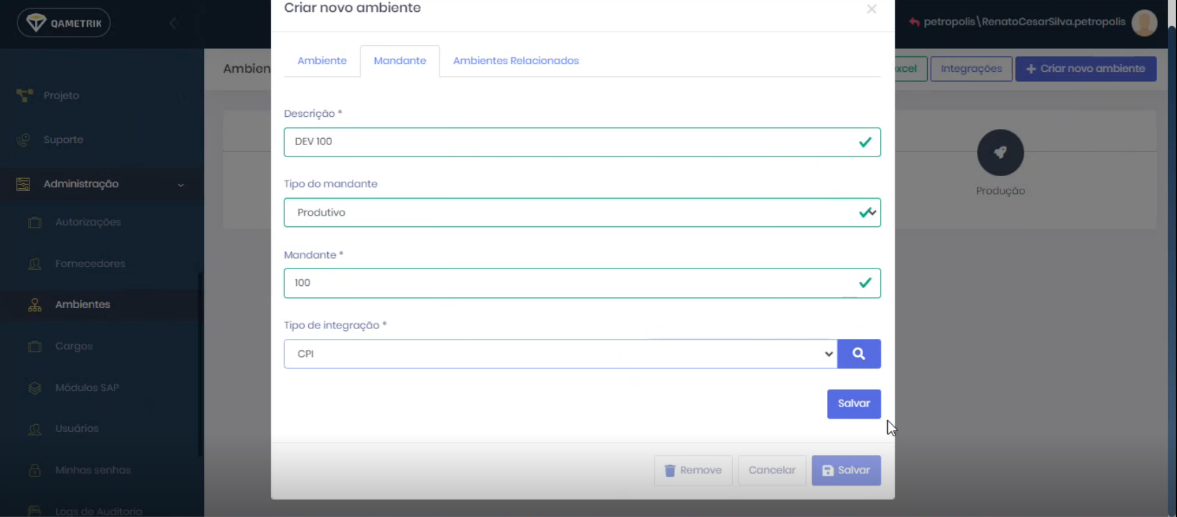 Criar novo ambiente
×
QAMETRIK
petropolis\RenatoCesarSilva.petropolis
Ambiente
Mandante
Ambientes Relacionados
Ambien
xcel
Integrações
+ Criar novo ambiente
Projeto
Suporte
Administração
Autorizações
Fornecedores
Ambientes
Cargos
Módulos SAP
Usuários
Minhas senhas
Logs de Auditoria
Descrição *
DEV 100
Tipo do mandante
Produtivo
Mandante *
100
Tipo de integração *
CPI
Salvar
Remove
Cancelar
Salvar
Produção